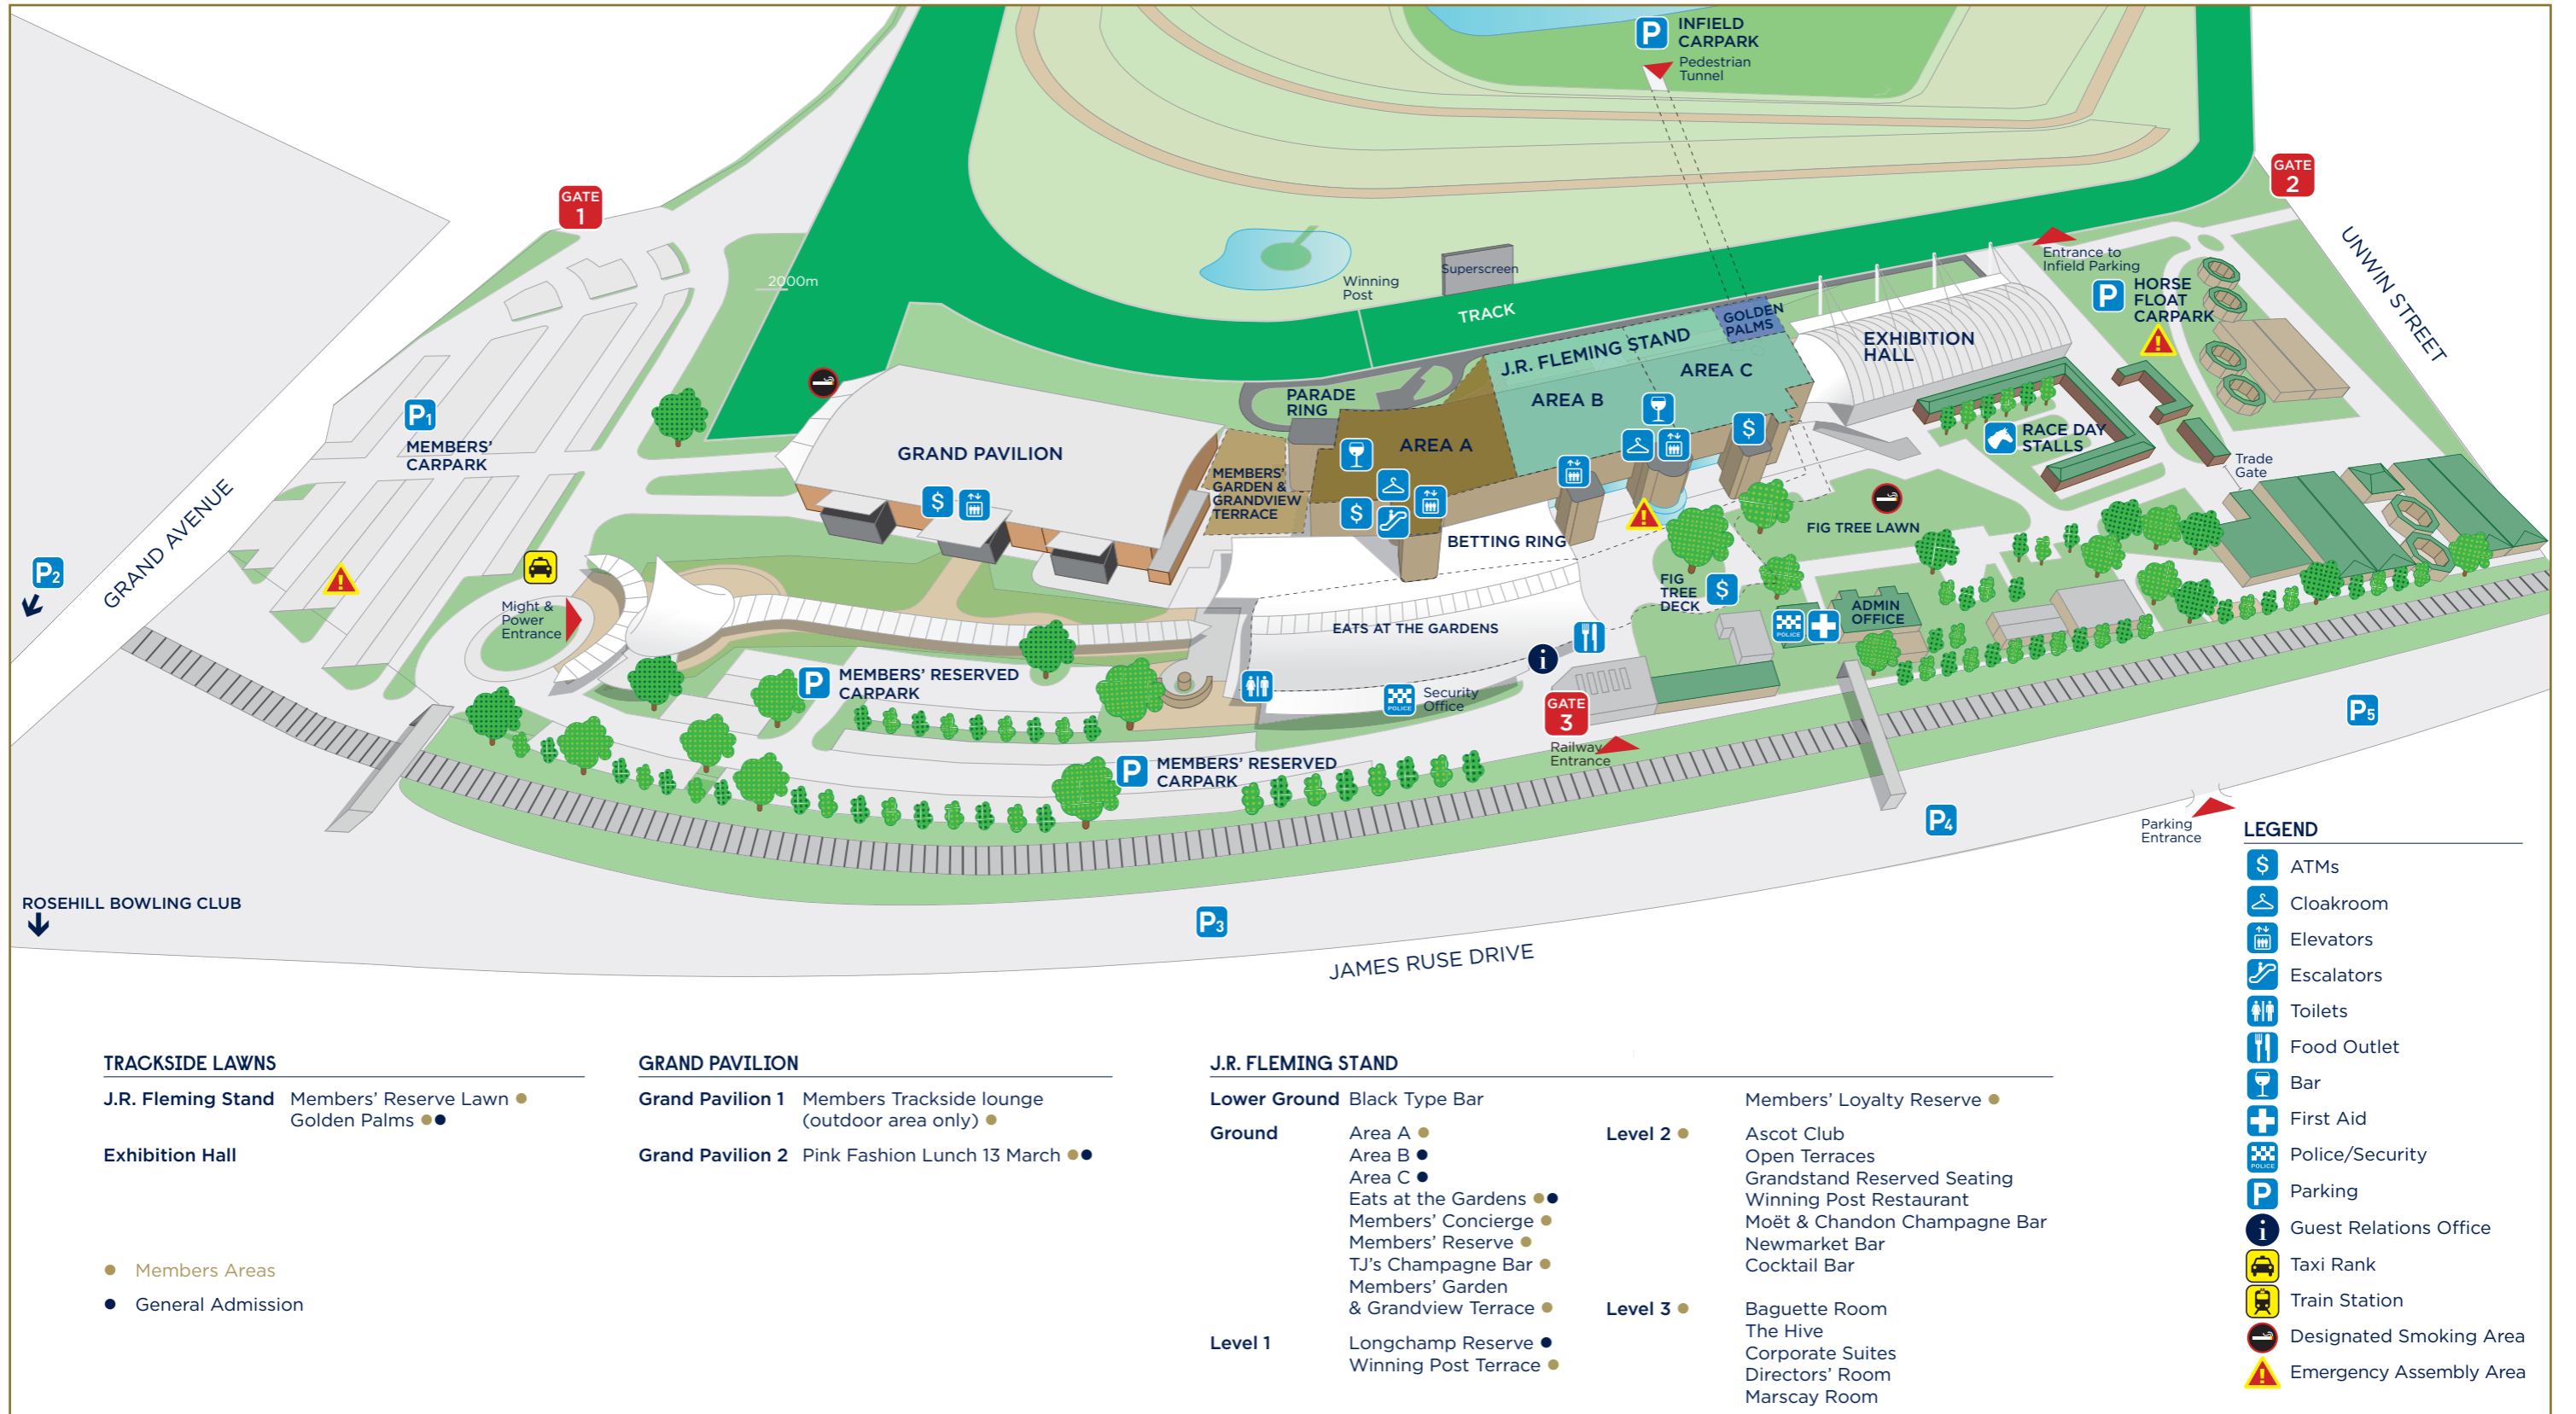 INFIELD
CARPARK
Pedestrian
Tunnel
GATE
1
GATE
2
UNWIN STREET
Entrance to
Infield Parking
HORSE
FLOAT
CARPARK
2000m
Winning
Post
Superscreen
TRACK
GOLDEN
PALMS
J.R. FLEMING STAND
EXHIBITION
HALL
AREA C
AREA B
PARADE
RING
AREA A
P1
MEMBERS'
CARPARK
GRAND PAVILION
MEMBERS'
GARDEN &
GRANDVIEW
TERRACE
RACE DAY
STALLS
Trade
Gate
FIG TREE LAWN
BETTING RING
GRAND AVENUE
P2
Might &
Power
Entrance
FIG
TREE
DECK
ADMIN
OFFICE
POLICE
EATS AT THE GARDENS
i
MEMBERS' RESERVED
CARPARK
POLICE
Security
Office
GATE
3
Railway
Entrance
MEMBERS' RESERVED
CARPARK
P5
P4
Parking
Entrance
P3
ROSEHILL BOWLING CLUB
JAMES RUSE DRIVE
LEGEND
$ ATMs
Cloakroom
Elevators
Escalators
Toilets
Food Outlet
Bar
First Aid
POLICE Police/Security
P Parking
i Guest Relations Office
Taxi Rank
Train Station
Designated Smoking Area
Emergency Assembly Area
TRACKSIDE LAWNS
J.R. Fleming Stand Members' Reserve Lawn
Golden Palms
Exhibition Hall
Members Areas
General Admission
GRAND PAVILION
Grand Pavilion 1 Members Trackside lounge
(outdoor area only)
Grand Pavilion 2 Pink Fashion Lunch 13 March
J.R. FLEMING STAND
Lower Ground Black Type Bar
Ground Area A
Area B
Area C
Eats at the Gardens
Members' Concierge
Members' Reserve
TJ's Champagne Bar
Members' Garden
& Grandview Terrace
Level 1 Longchamp Reserve
Winning Post Terrace
Members' Loyalty Reserve
Level 2 Ascot Club
Open Terraces
Grandstand Reserved Seating
Winning Post Restaurant
Moët & Chandon Champagne Bar
Newmarket Bar
Cocktail Bar
Level 3 Baguette Room
The Hive
Corporate Suites
Directors' Room
Marscay Room